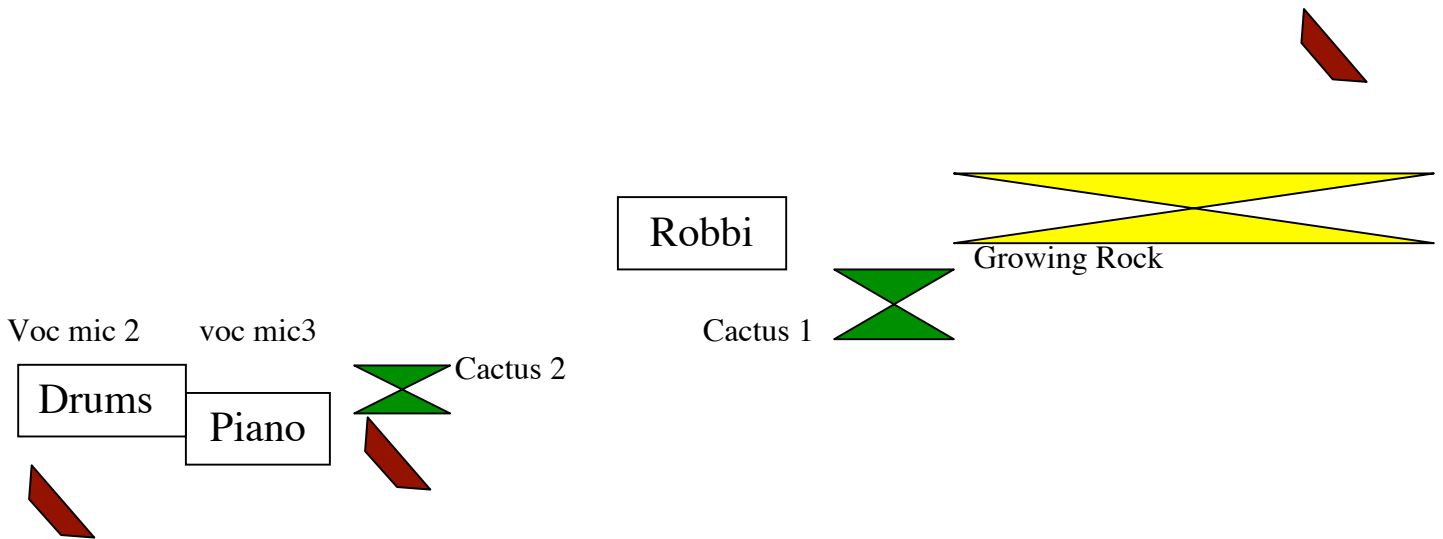 Robbi
Growing Rock
Voc mic 2
voc mic3
Cactus 1
Cactus 2
Drums
Piano